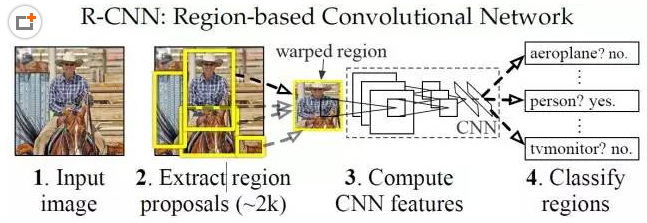 R-CNN: Region-based Convolutional Network
warped region
aeroplane? no.
person? yes.
tvmonitor? no.
CNN
1. Input
image
2. Extract region
proposals (~2k)
3. Compute
CNN features
4. Classify
regions